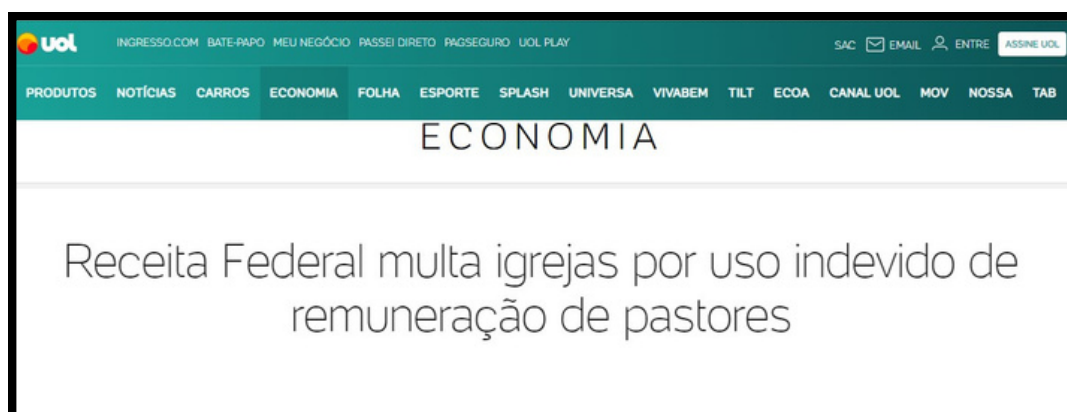 uol INGRESSO.COM BATE-PAPO MEU NEGÓCIO PASSEI DIRETO PAGSEGURO UOL PLAY SAC EMAIL ENTRE ASSINE UOL
PRODUTOS NOTÍCIAS CARROS ECONOMIA FOLHA ESPORTE SPLASH UNIVERSA VIVABEM TILT ECOA CANAL UOL MOV NOSSA TAB
ECONOMIA
Receita Federal multa igrejas por uso indevido de
remuneração de pastores